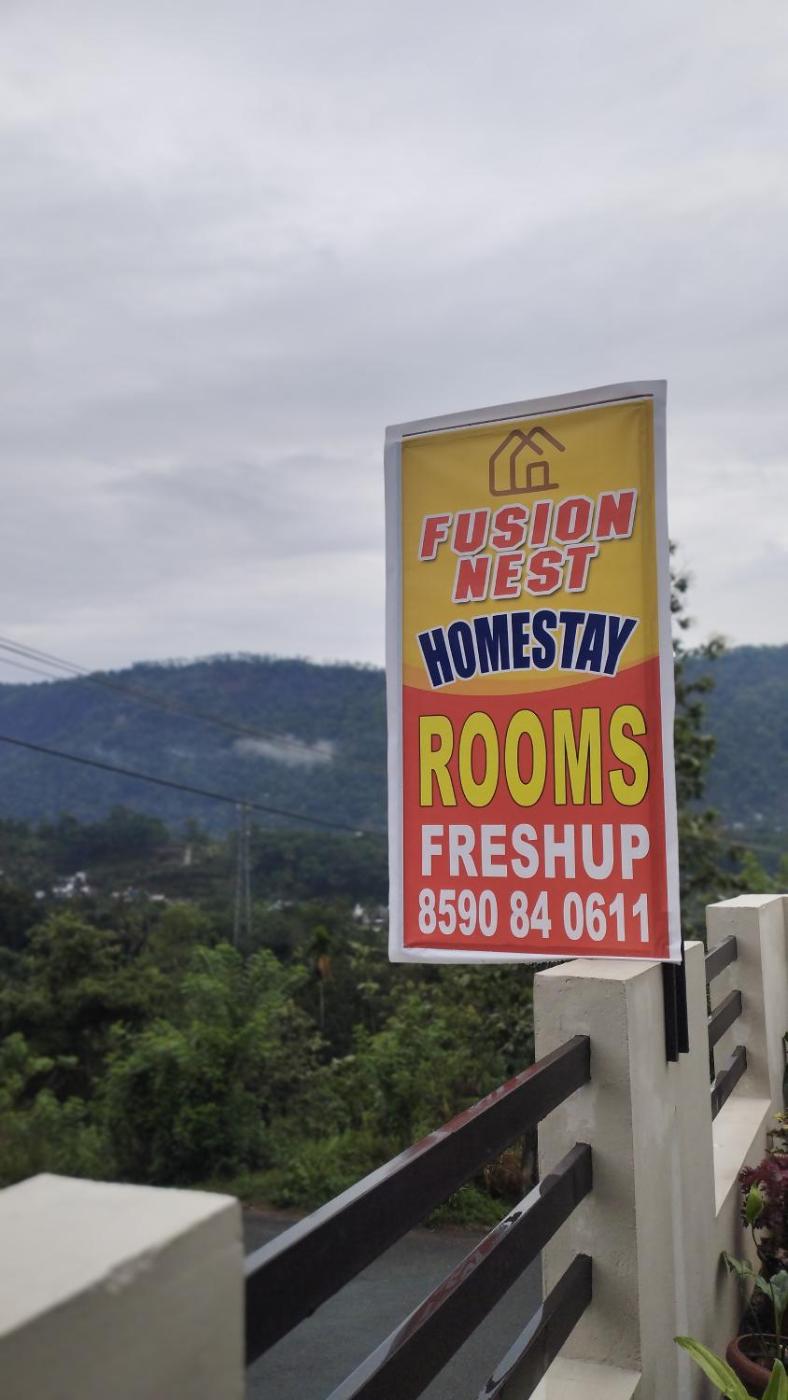 FUSION
NEST
HOMESTAY
ROOMS
FRESHUP
8590 84 0611